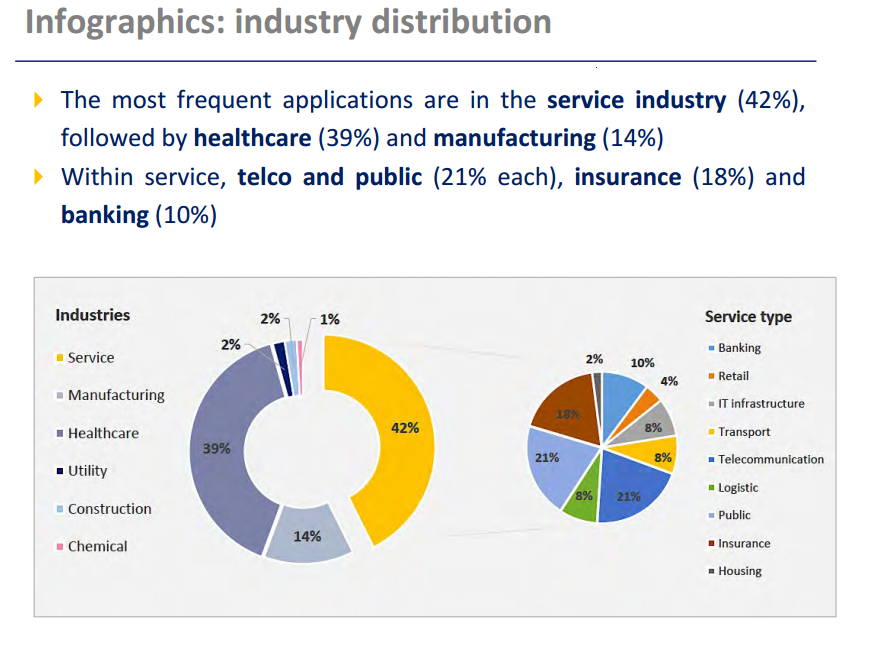 Infographics: industry distribution
The most frequent applications are in the service industry (42%),
followed by healthcare (39%) and manufacturing (14%)
Within service, telco and public (21% each), insurance (18%) and
banking (10%)
Industries
Service
Manufacturing
Healthcare
Utility
Construction
Chemical
2%
2%
1%
42%
39%
14%
2%
10%
4%
18%
8%
21%
8%
8%
21%
Service type
Banking
Retail
IT infrastructure
Transport
Telecommunication
Logistic
Public
Insurance
Housing